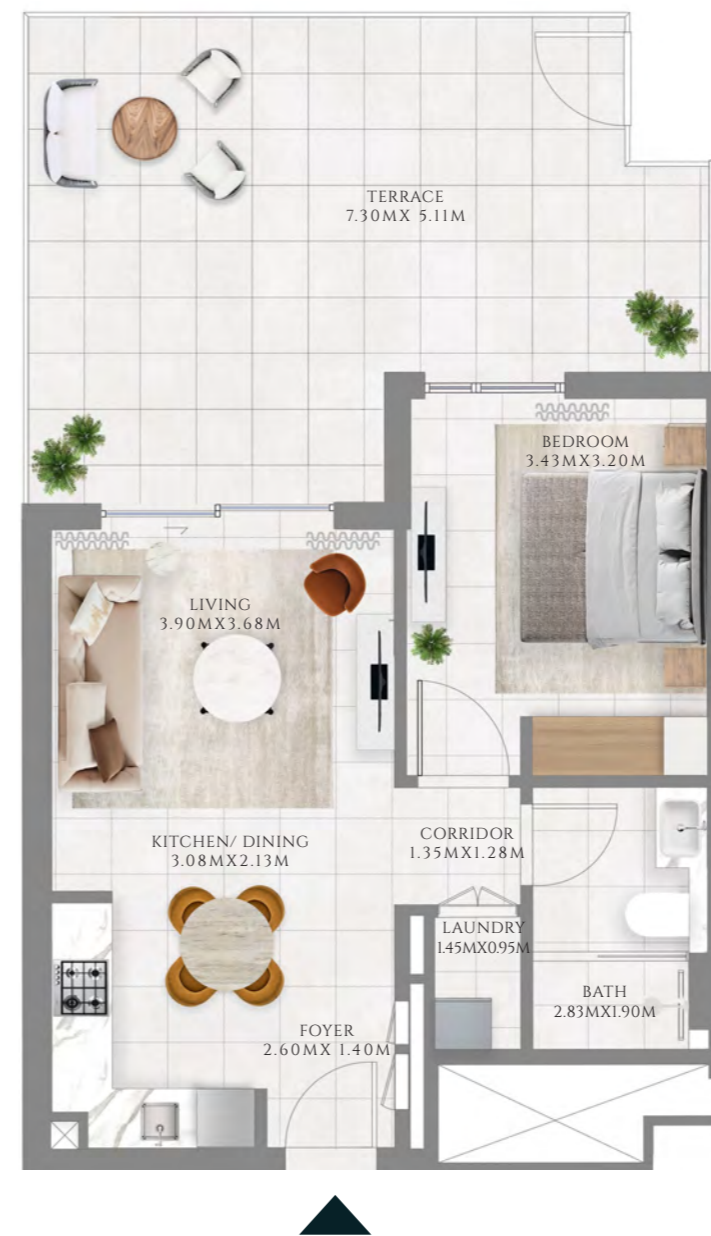 TERRACE
7.30MX 5.11M
BEDROOM
3.43MX3.20M
LIVING
3.90MX3.68M
KITCHEN/ DINING
3.08MX2.13M
CORRIDOR
1.35MX1.28M
LAUNDRY
1.45MX0.95M
BATH
2.83MX1.90M
FOYER
2.60MX 1.40M